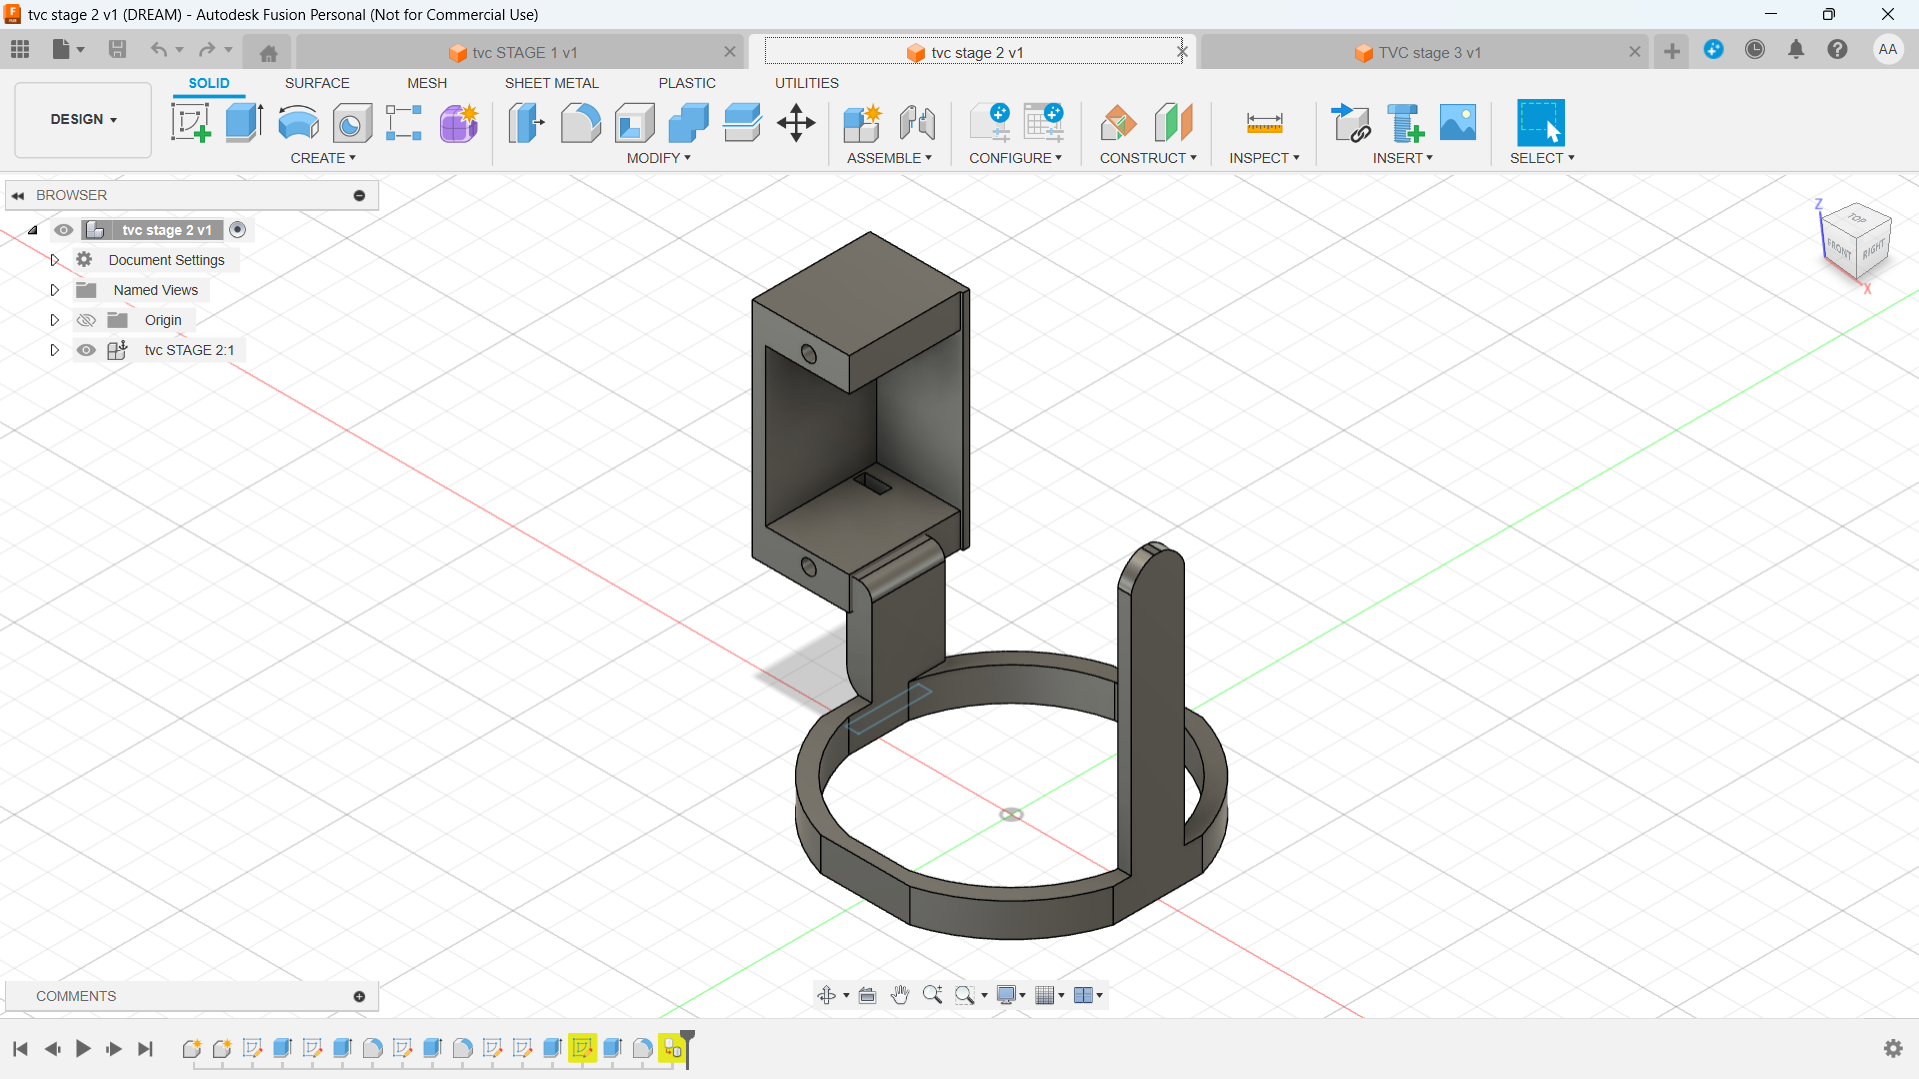 tvc stage 2 v1 (DREAM) - Autodesk Fusion Personal (Not for Commercial Use)
tvc STAGE 1 v1
tvc stage 2 v1
TVC stage 3 v1
AA
SOLID
SURFACE
MESH
SHEET METAL
PLASTIC
UTILITIES
DESIGN
CREATE
MODIFY
ASSEMBLE
CONFIGURE
CONSTRUCT
INSPECT
INSERT
SELECT
BROWSER
tvc stage 2 v1
Document Settings
Named Views
Origin
tvc STAGE 2:1
Z
TOP
FRONT
RIGHT
X
COMMENTS